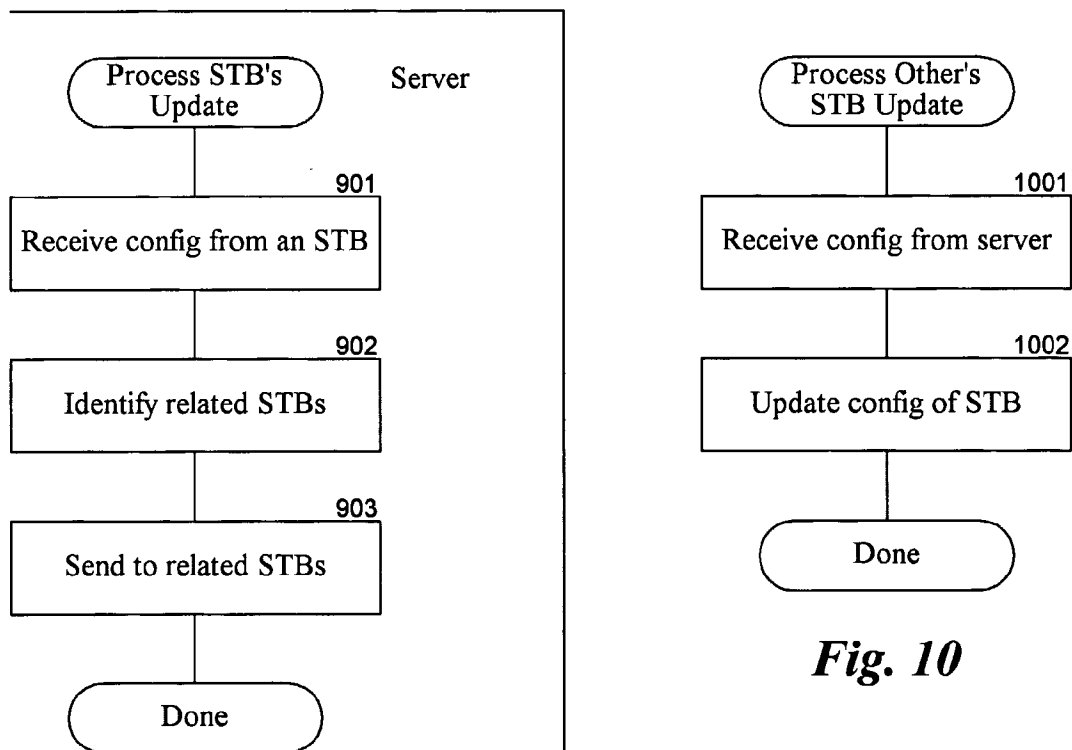 Process STB's
Update
Server
901
Receive config from an STB
902
Identify related STBs
903
Send to related STBs
Done
Process Other's
STB Update
1001
Receive config from server
1002
Update config of STB
Done
Fig. 10